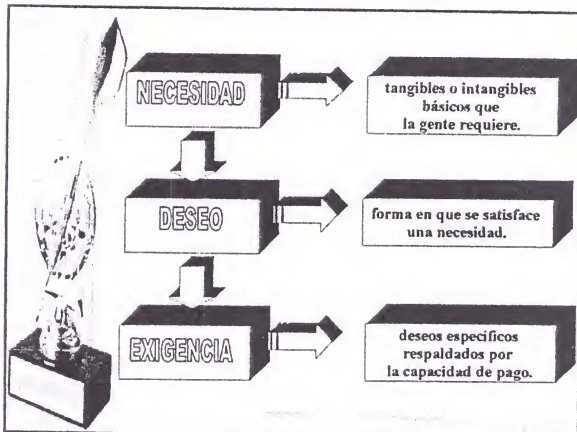 NECESIDAD
tangibles o intangibles
básicos que
la gente requiere.
DESEO
forma en que se satisface
una necesidad.
EXIGENCIA
deseos específicos
respaldados por
la capacidad de pago.